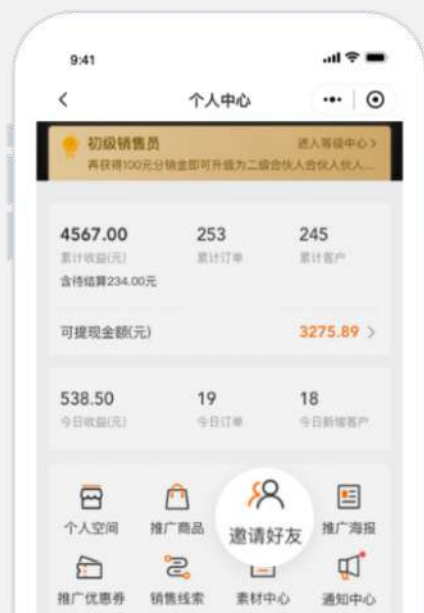 9:41
个人中心
初级销售员
进入等级中心>
再获得100元分销金即可升级为二级合伙人合伙人伙人...
4567.00 253 245
累计收益(元) 累计订单 累计客户
含待结算234.00元
可提现金额(元) 3275.89 >
538.50 19 18
今日收益(元) 今日订单 今日新增客户
个人空间 推广商品 邀请好友 推广海报
推广优惠券 销售线索 素材中心 通知中心